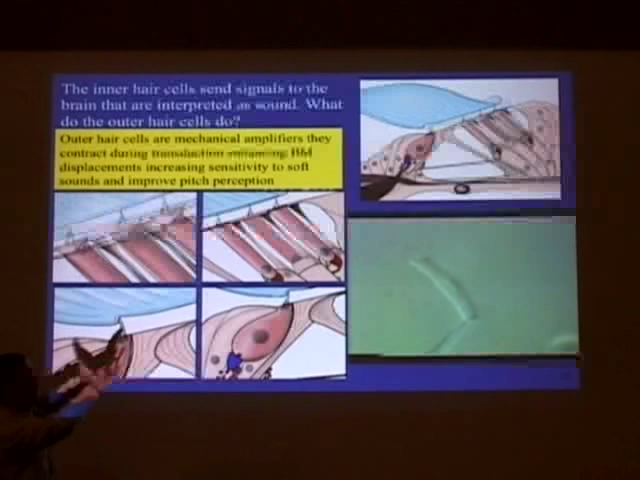 The inner hair cells send signals to the
brain that are interpreted as sound. What
do the outer hair cells do?
Outer hair cells are mechanical amplifiers they
contract during transduction enhancing BM
displacements increasing sensitivity to soft
sounds and improve pitch perception